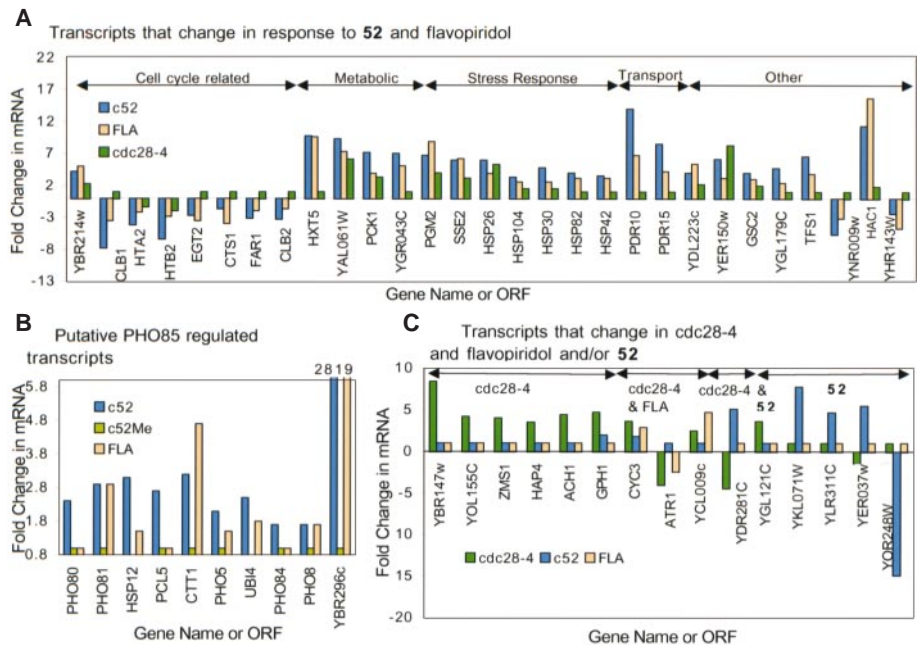 A
Transcripts that change in response to 52 and flavopiridol
22
17
12
7
2
-3
-8
-13
Fold Change in mRNA
Cell cycle related
Metabolic
Stress Response
Transport
Other
c52
FLA
cdc28-4
YBR214w
CLB1
HTA2
HTB2
EGT2
CTS1
FAR1
CLB2
HXT5
YAL061W
PCK1
YGR043C
PGM2
SSE2
HSP26
HSP104
HSP30
HSP82
HSP42
PDR10
PDR15
YDL223c
YER150w
GSC2
YGL179C
TFS1
YNR009w
HAC1
YHR143W
Gene Name or ORF
B
Putative PHO85 regulated
transcripts
28 19
5.8
4.8
3.8
2.8
1.8
0.8
Fold Change in mRNA
c52
c52Me
FLA
PHO80
PHO81
HSP12
PCL5
CTT1
PHO5
UBI4
PHO84
PHO8
YBR296c
Gene Name or ORF
C
Transcripts that change in cdc28-4
and flavopiridol and/or 52
10
5
0
-5
10
15
-20
Fold Change in mRNA
cdc28-4
cdc28-4
& FLA
cdc28-4 &
52
52
YBR147w
YOL155C
ZMS1
HAP4
ACH1
GPH1
CYC3
ATR1
YCL009c
YDR281C
YGL121C
YKL071W
YLR311C
YER037w
YOR248W
cdc28-4
c52
FLA
Gene Name or ORF